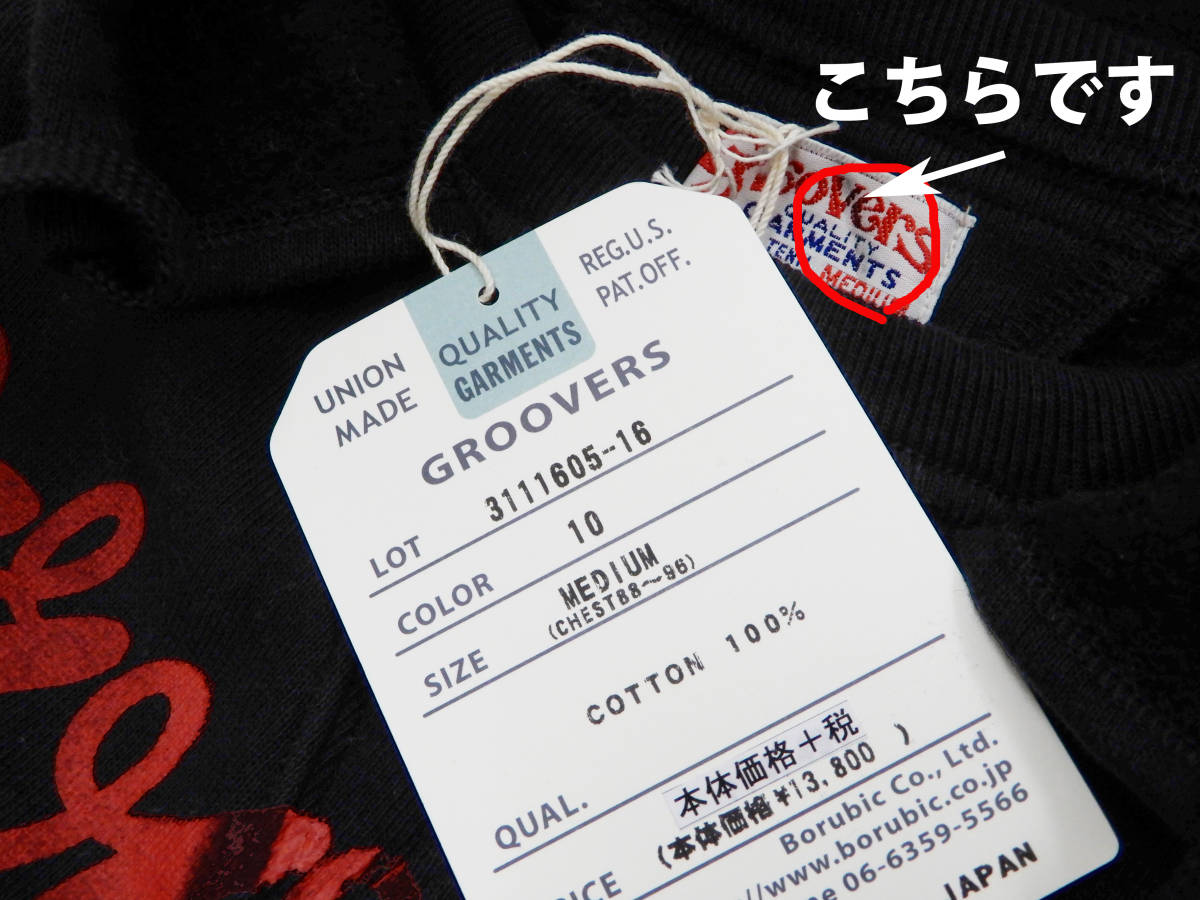 こちらです
Groovers
QUALITY
GARMENTS
MEDIUM
REG.U.S.
PAT.OFF.
QUALITY
GARMENTS
UNION
MADE
GROOVERS
LOT 3111605-16
COLOR 10
SIZE MEDIUM
(CHEST88~96)
COTTON 100%
QUAL.
本体価格+税
(本体価格¥13,800 )
Borubic Co., Ltd.
//www.borubic.co.jp
06-6359-5566
JAPAN